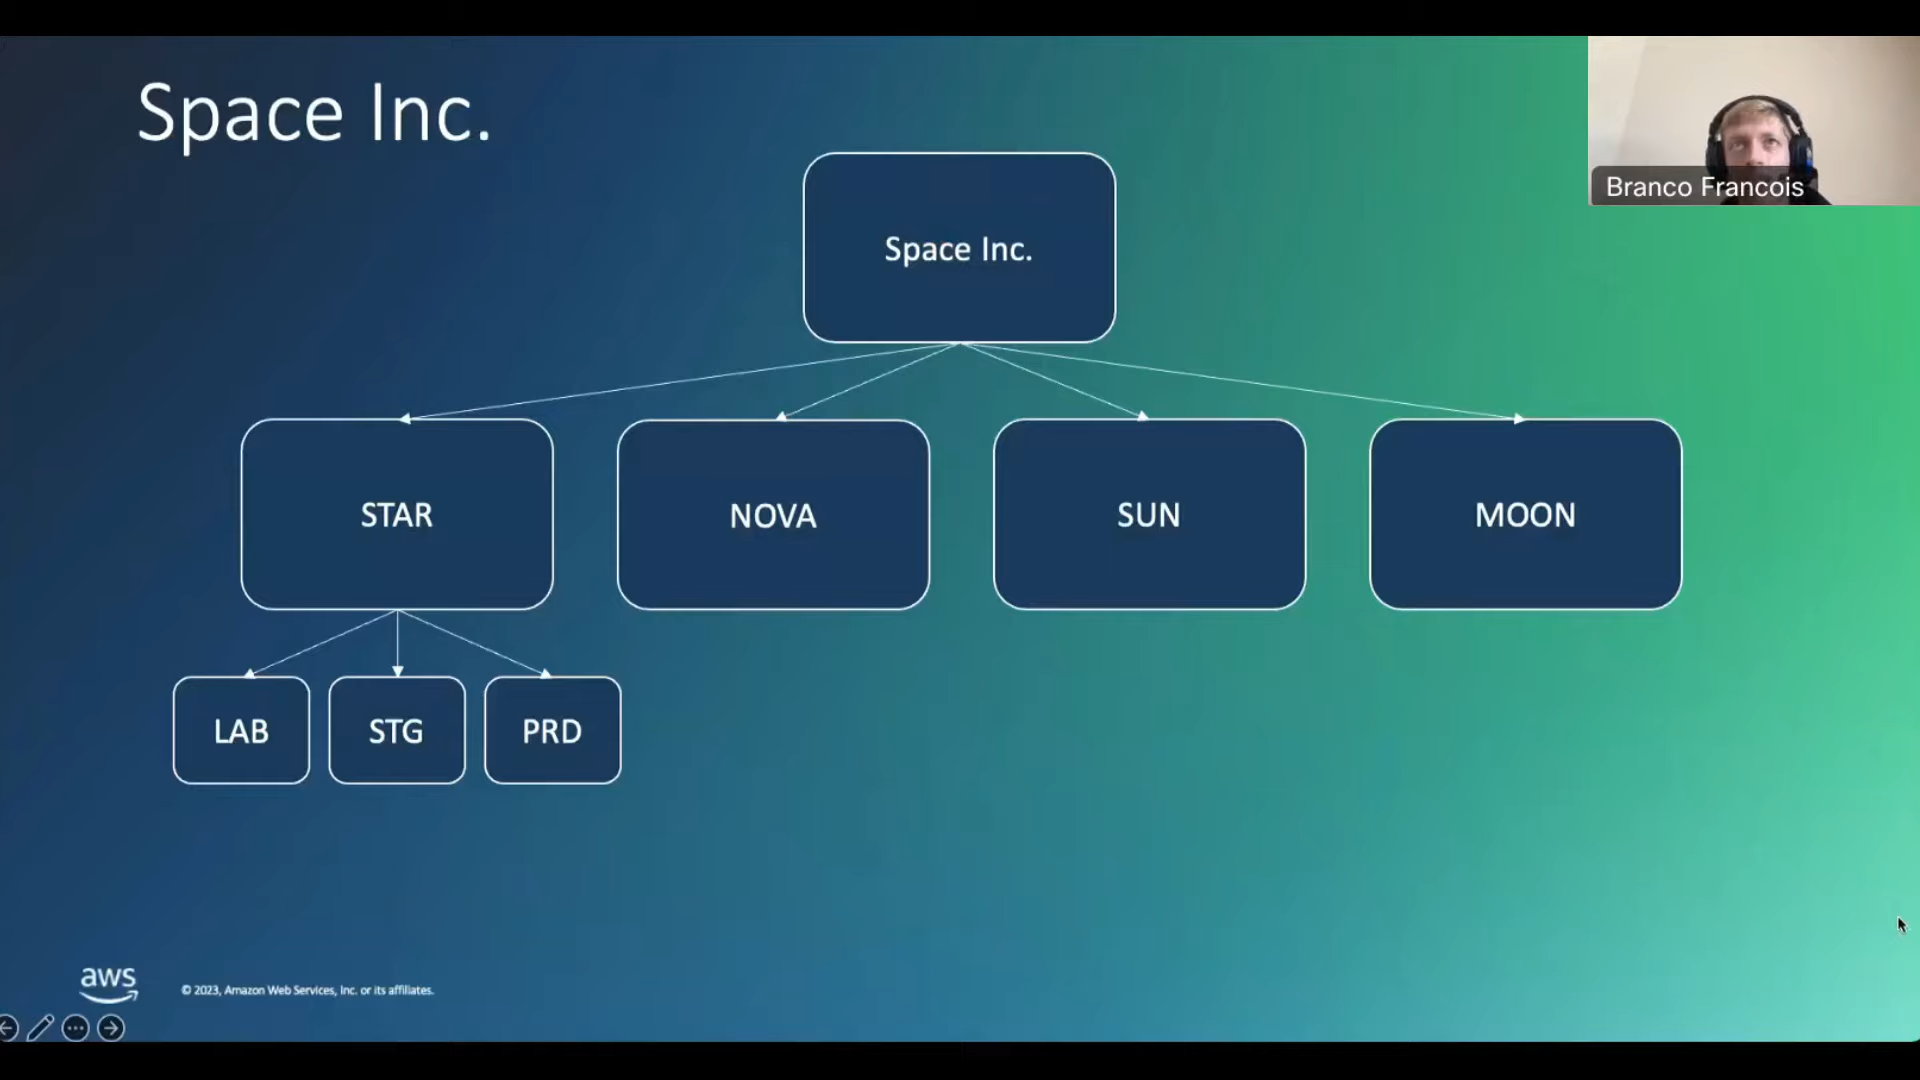 Space Inc.
Branco Francois
Space Inc.
STAR
NOVA
SUN
MOON
LAB
STG
PRD
aws
© 2023, Amazon Web Services, Inc. or its affiliates.